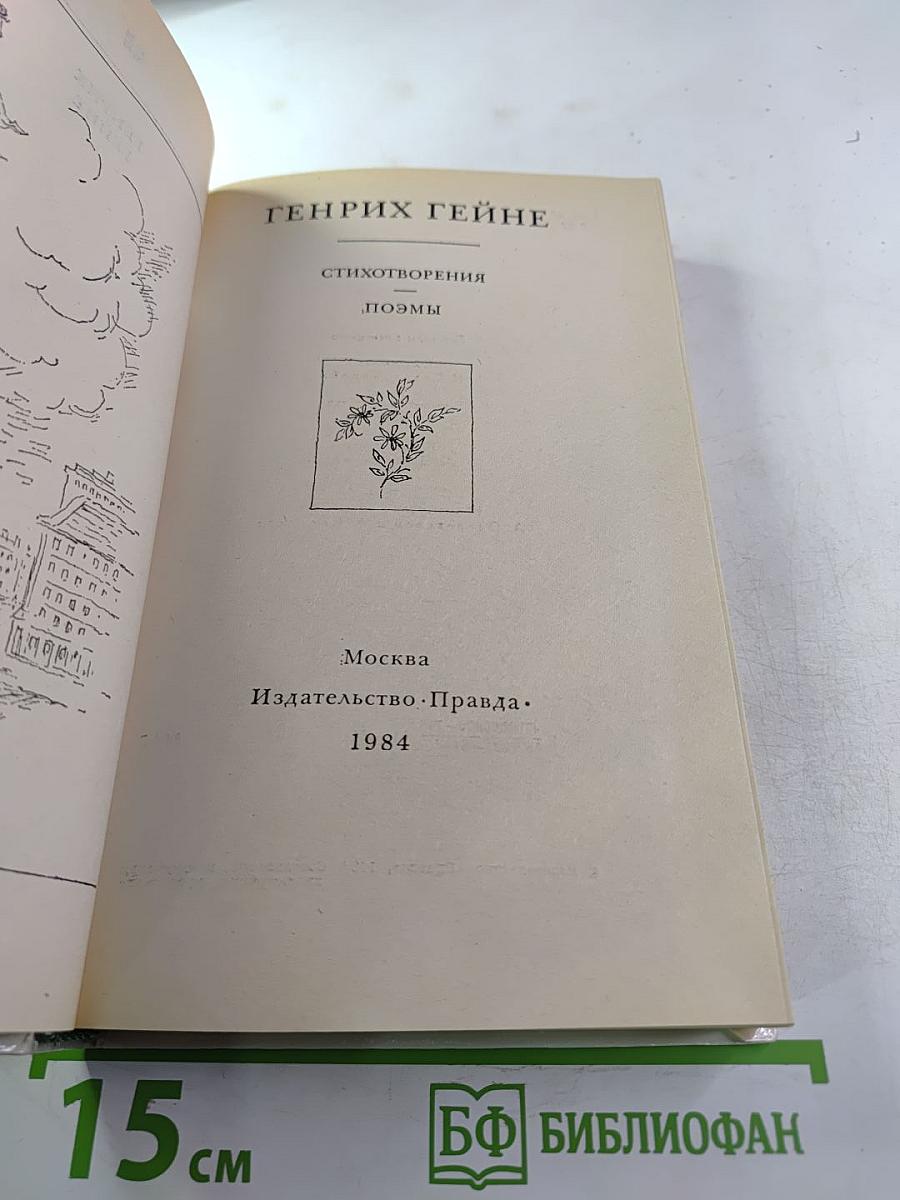 ГЕНРИХ ГЕЙНЕ
СТИХОТВОРЕНИЯ
ПОЭМЫ
Москва
Издательство · Правда ·
1984
15 см
БФ БИБЛИОФАН